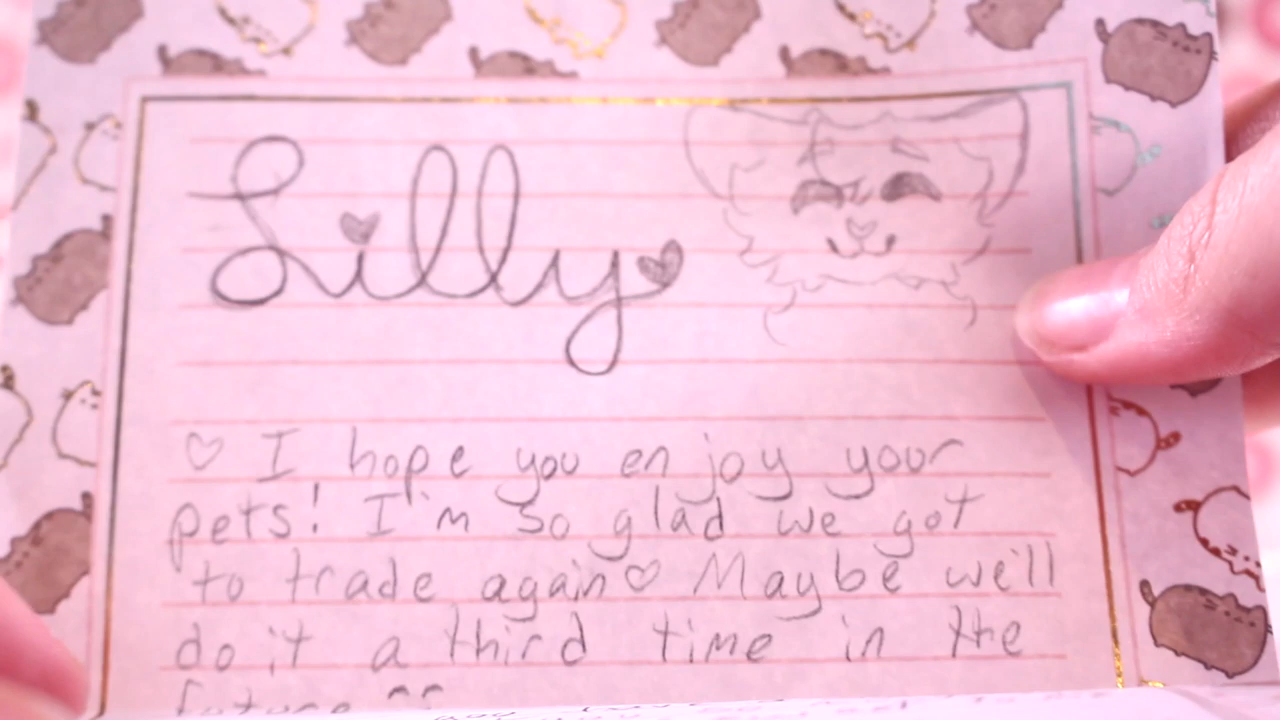 Lilly
♡ I hope you enjoy your
pets! I'm so glad we got
to trade again♡ Maybe we'll
do it a third time in the
future ^^